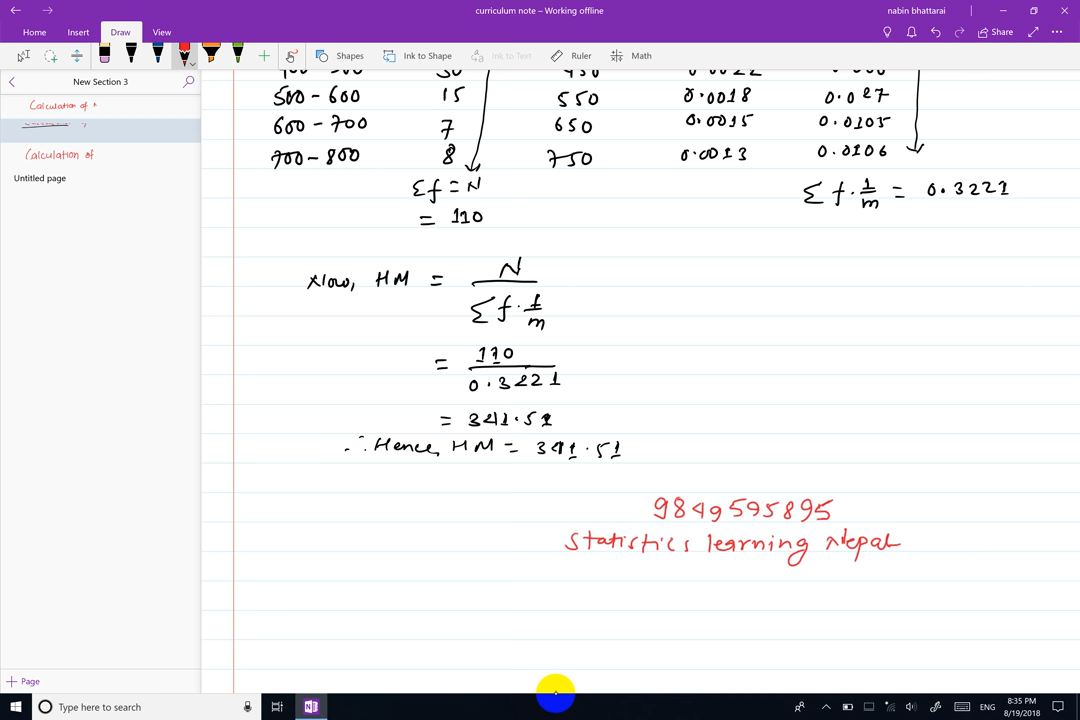 curriculum note – Working offline
nabin bhattarai
Home Insert Draw View
Share
Shapes Ink to Shape Ink to Text Ruler Math
New Section 3
Calculation of
Calculation of
Untitled page
Page
500 - 600 15 550 0.0018 0.027
600 - 700 7 650 0.0015 0.0105
700 - 800 8 750 0.0013 0.0106
Σf = N Σ f · 1/m = 0.3221
= 110
Now, HM = N / Σ f · 1/m
= 110 / 0.3221
= 341.51
∴ Hence, HM = 341.51
9849595895
Statistics learning Nepal
Type here to search
ENG
8:35 PM
8/19/2018